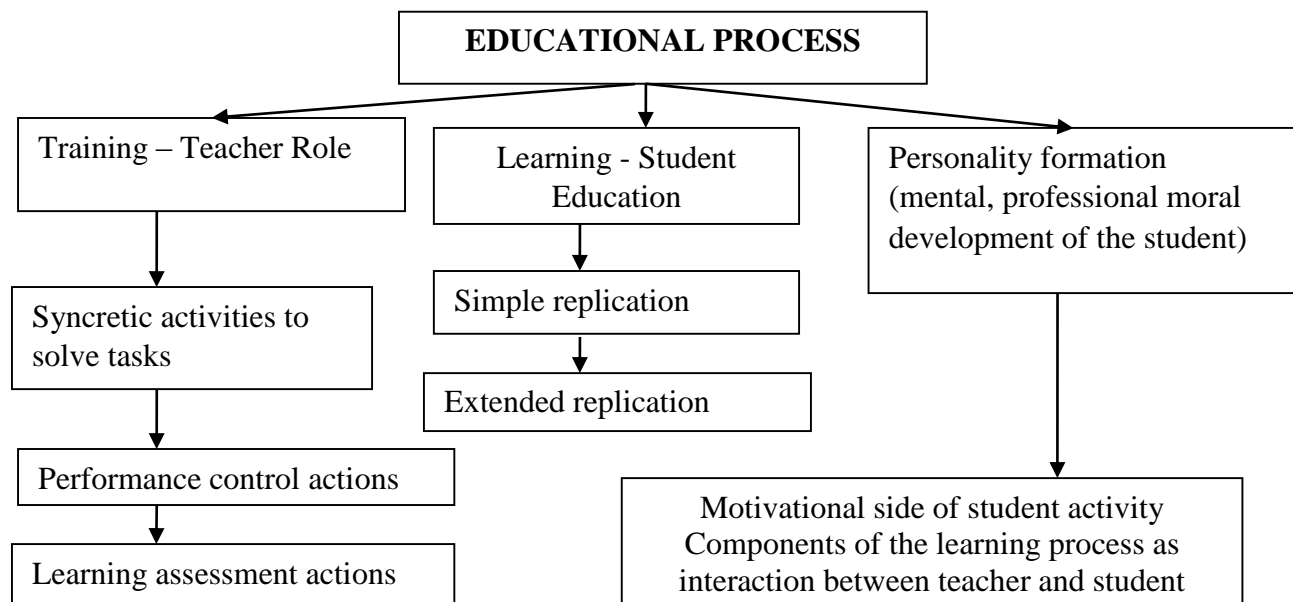 EDUCATIONAL PROCESS
Training – Teacher Role
Learning - Student
Education
Personality formation
(mental, professional moral
development of the student)
Syncretic activities to
solve tasks
Simple replication
Extended replication
Performance control actions
Learning assessment actions
Motivational side of student activity
Components of the learning process as
interaction between teacher and student